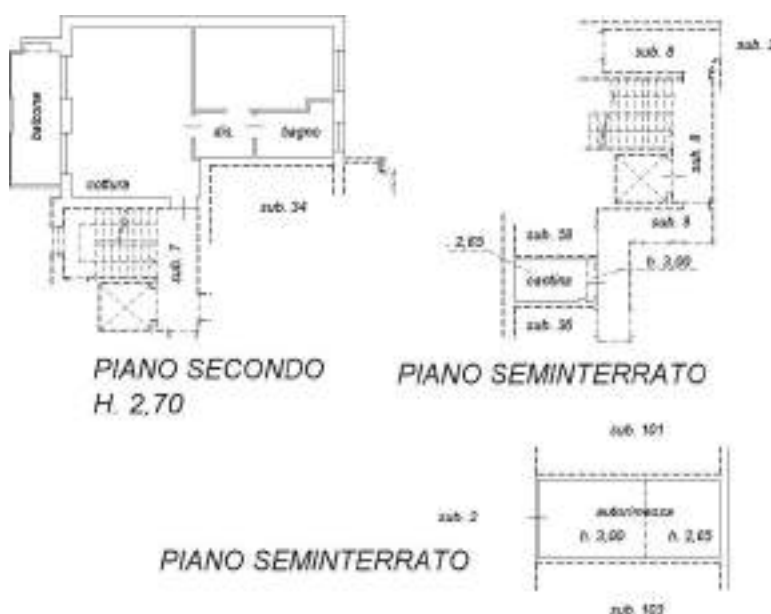 sub. 8
balcone
dis.
bagno
cottura
sub. 8
sub. 34
sub. 7
sub. 8
sub. 2,65
h. 3,00
cantina
sub. 36
PIANO SECONDO
H. 2,70
PIANO SEMINTERRATO
sub. 101
sub. 2
autorimessa
h. 3,00
h. 2,65
PIANO SEMINTERRATO
sub. 103